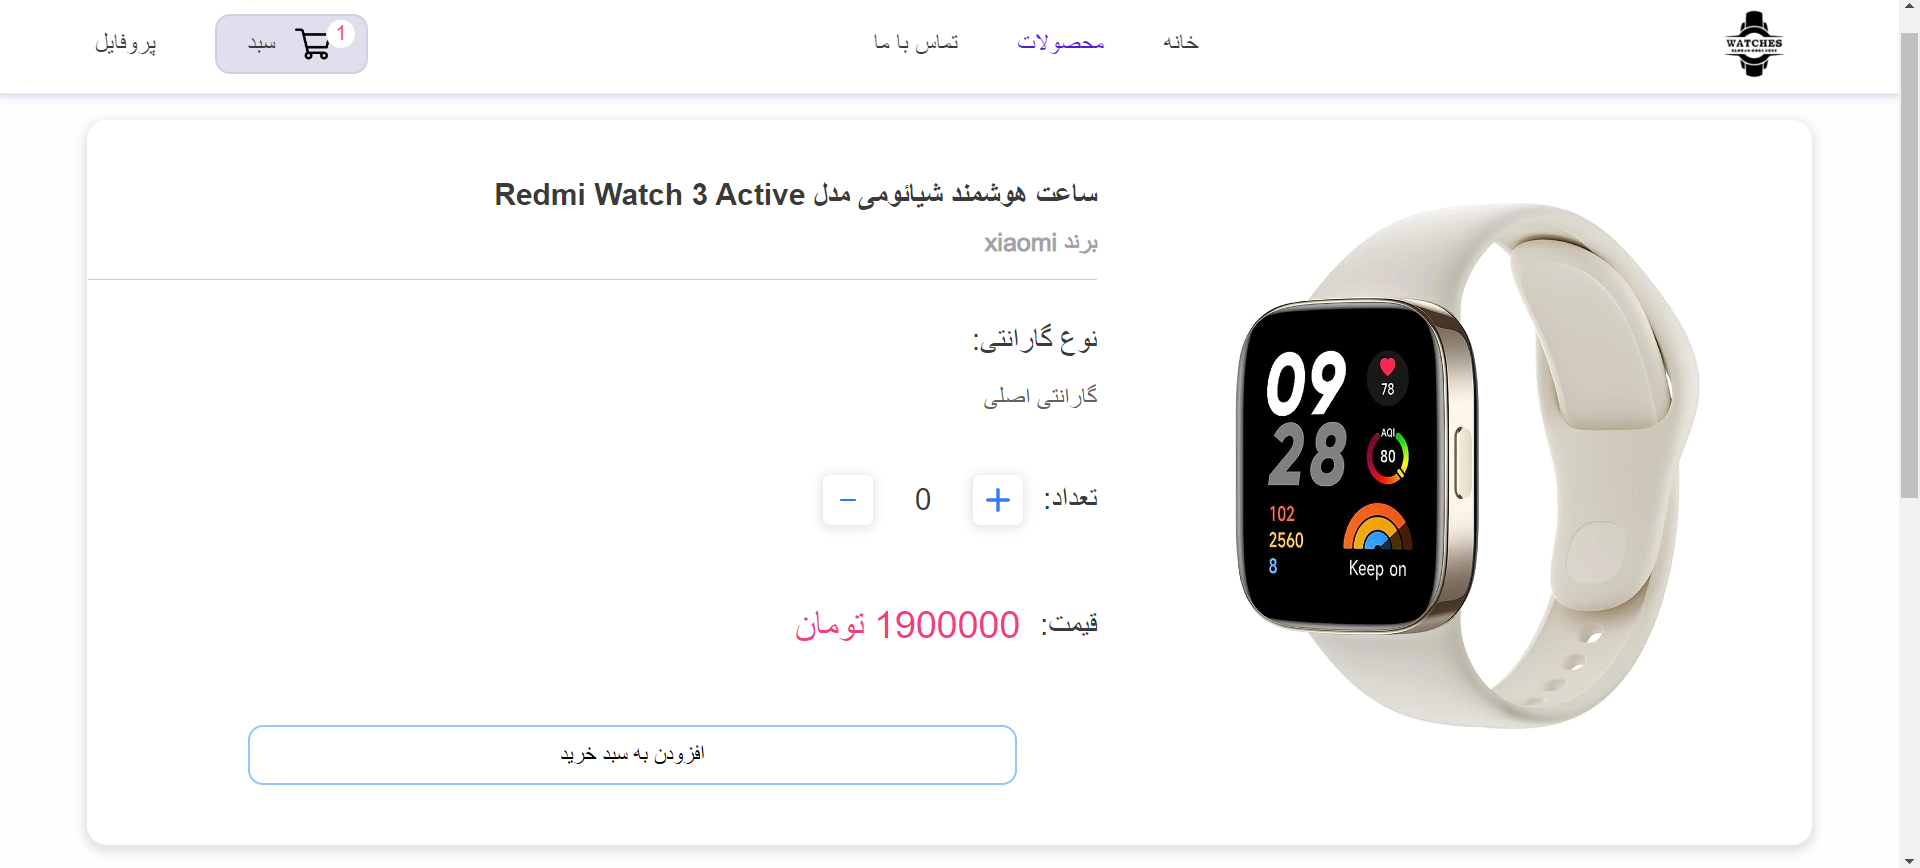 WATCHES
خانه
محصولات
تماس با ما
سبد
1
پروفایل
ساعت هوشمند شیائومی مدل Redmi Watch 3 Active
برند xiaomi
نوع گارانتی:
گارانتی اصلی
تعداد: + 0 −
قیمت: 1900000 تومان
افزودن به سبد خرید
09
28
78
AQI
80
102
2560
8
Keep on